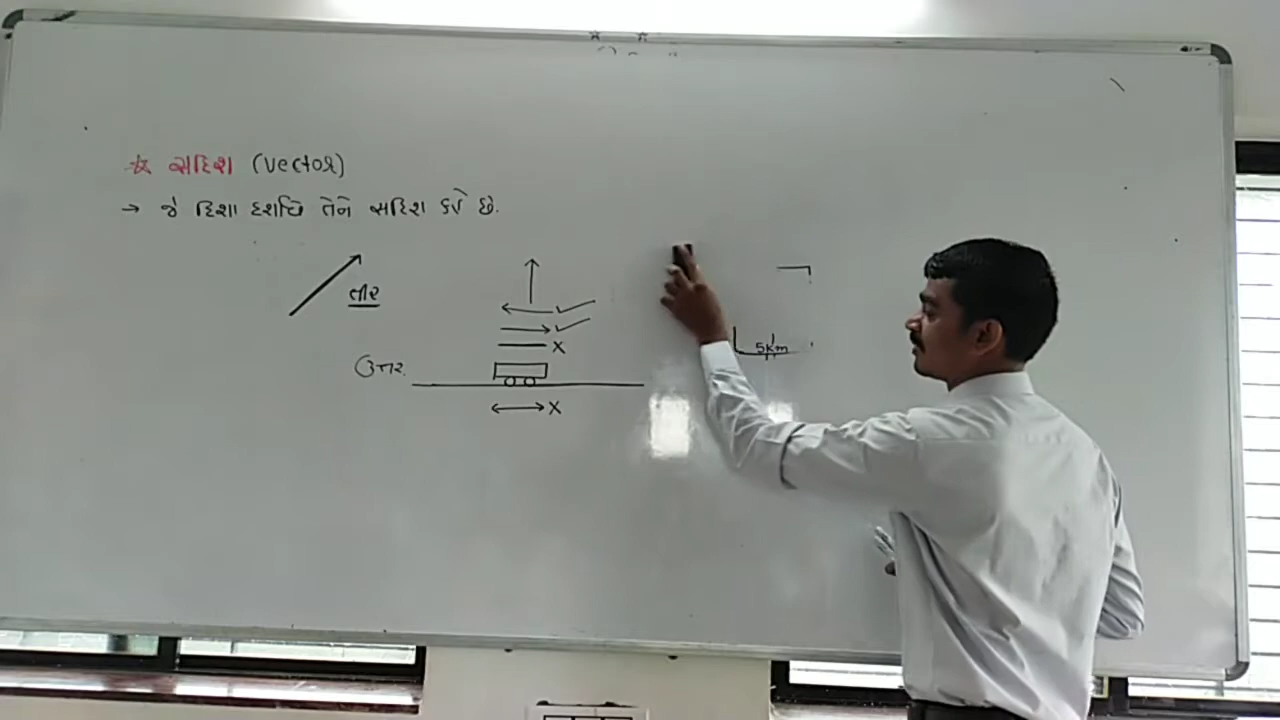 ☆ સદિશ (Vector)
→ જે દિશા દર્શાવે તેને સદિશ કહે છે.
તીર
x
5Km
ઉત્તર
x